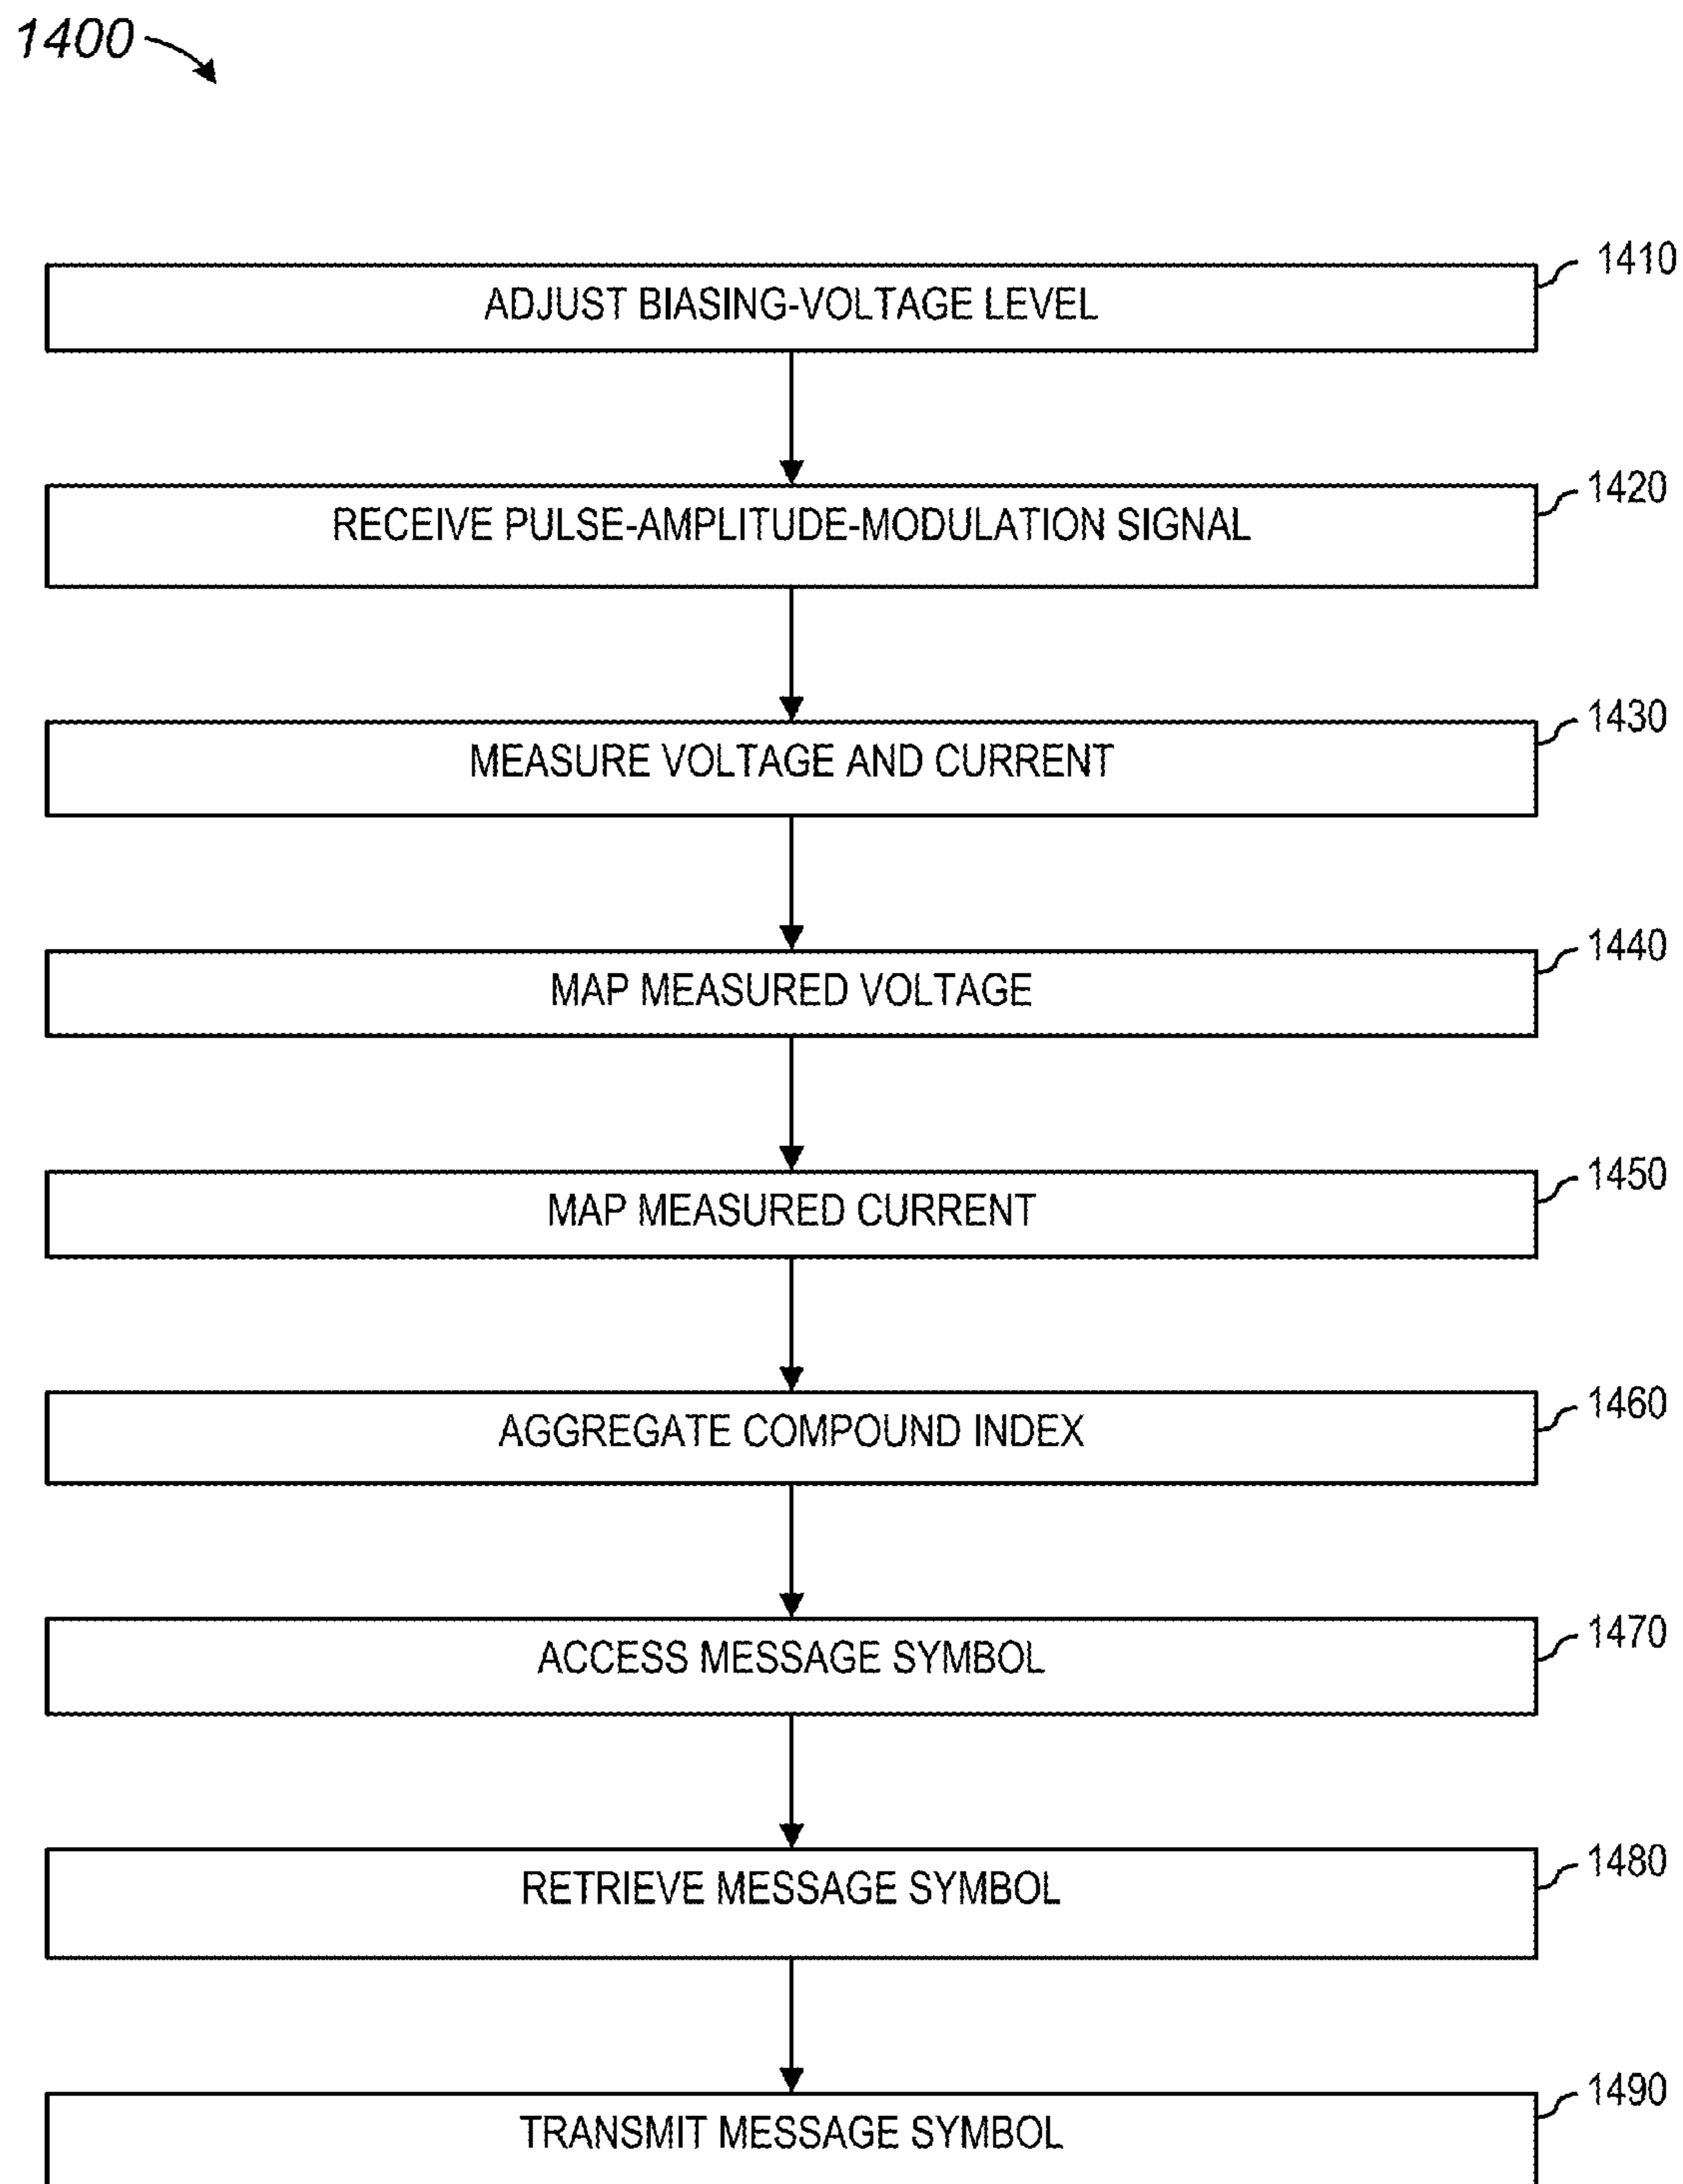 1400
1410
ADJUST BIASING-VOLTAGE LEVEL
1420
RECEIVE PULSE-AMPLITUDE-MODULATION SIGNAL
1430
MEASURE VOLTAGE AND CURRENT
1440
MAP MEASURED VOLTAGE
1450
MAP MEASURED CURRENT
1460
AGGREGATE COMPOUND INDEX
1470
ACCESS MESSAGE SYMBOL
1480
RETRIEVE MESSAGE SYMBOL
1490
TRANSMIT MESSAGE SYMBOL